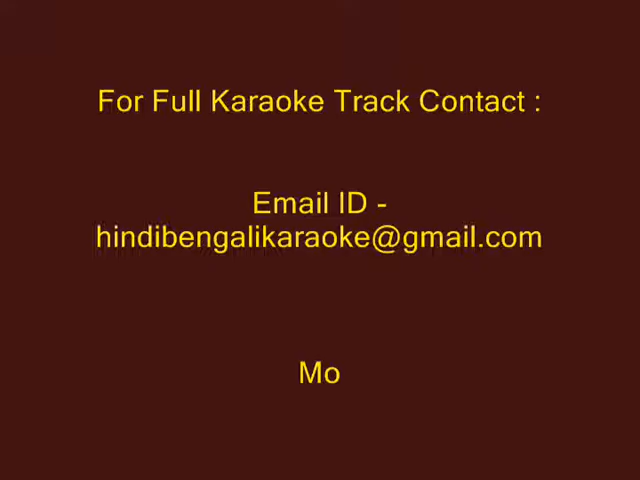 For Full Karaoke Track Contact :
Email ID -
hindibengalikaraoke@gmail.com
Mo